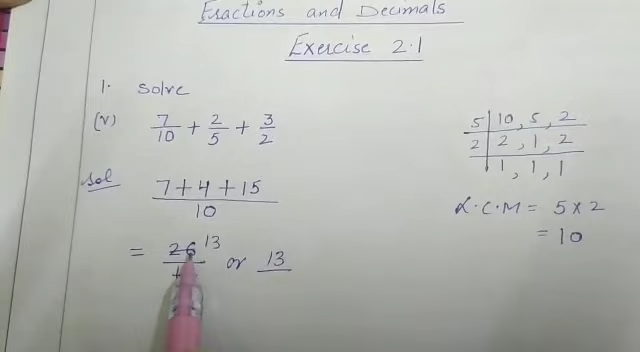 Fractions and Decimals
Exercise 2.1
1. Solve
(v) 7/10 + 2/5 + 3/2
Sol 7+4+15/10
= 26 13 or 13
5 | 10, 5, 2
2 | 2, 1, 2
1, 1, 1
L.C.M = 5 x 2
= 10